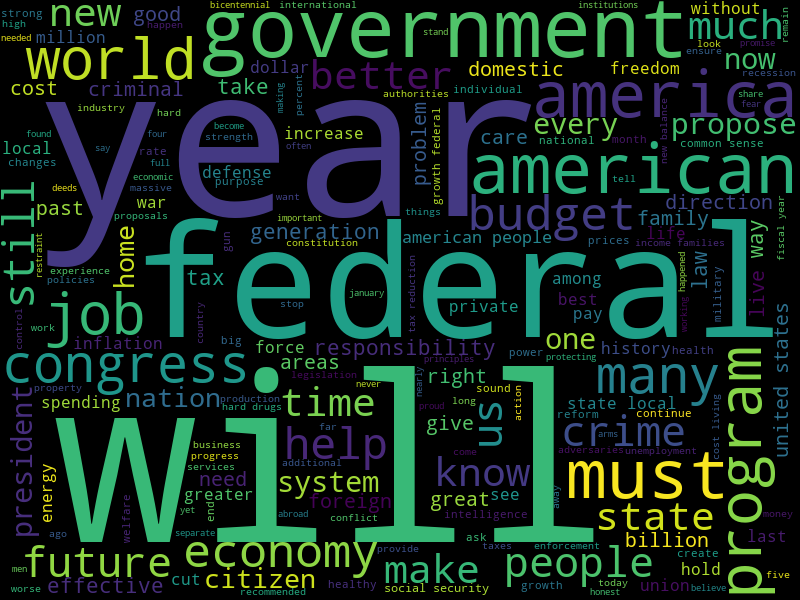 strong
high
needed
new
good
million
happen
bicentennial
international
institutions
stand
government
without
much
look
promise
remain
world
cost
criminal
dollar
take
better
domestic
freedom
now
ensure
recession
authorities
individual
america
share
fear
year
industry
hard
percent
making
every
propose
local
changes
found
say
four
rate
full
become
strength
often
increase
problem
growth federal
care
national
month
new balance
common sense
american
tell
deeds
economic
massive
defense
purpose
want
things
budget
direction
still
past
war
proposals
important
generation
constitution
gun
american people
family
life
way
fiscal year
restraint
home
experience
policies
tax
stop
prices
income families
law
live
federal
january
private
among
best
pay
military
happened
working
control
work
job
country
inflation
big
force
responsibility
tax reduction
power
one
history
health
protecting
congress
areas
principles
nearly
right
sound
many
united states
property
spending
nation
production
hard drugs
legislation
never
proud
long
action
state local
continue
program
president
time
far
give
us
reform
crime
cost living
business
progress
services
help
additional
come
know
adversaries
arms
unemployment
will
energy
greater
need
system
foreign
great
see
away
must
money
welfare
yet
end
abroad
conflict
intelligence
state
ago
separate
ask
taxes
enforcement
billion
last
future
economy
provide
make
people
create
men
worse
effective
cut
citizen
recommended
healthy
social security
growth
today
honest
union
hold
believe
five